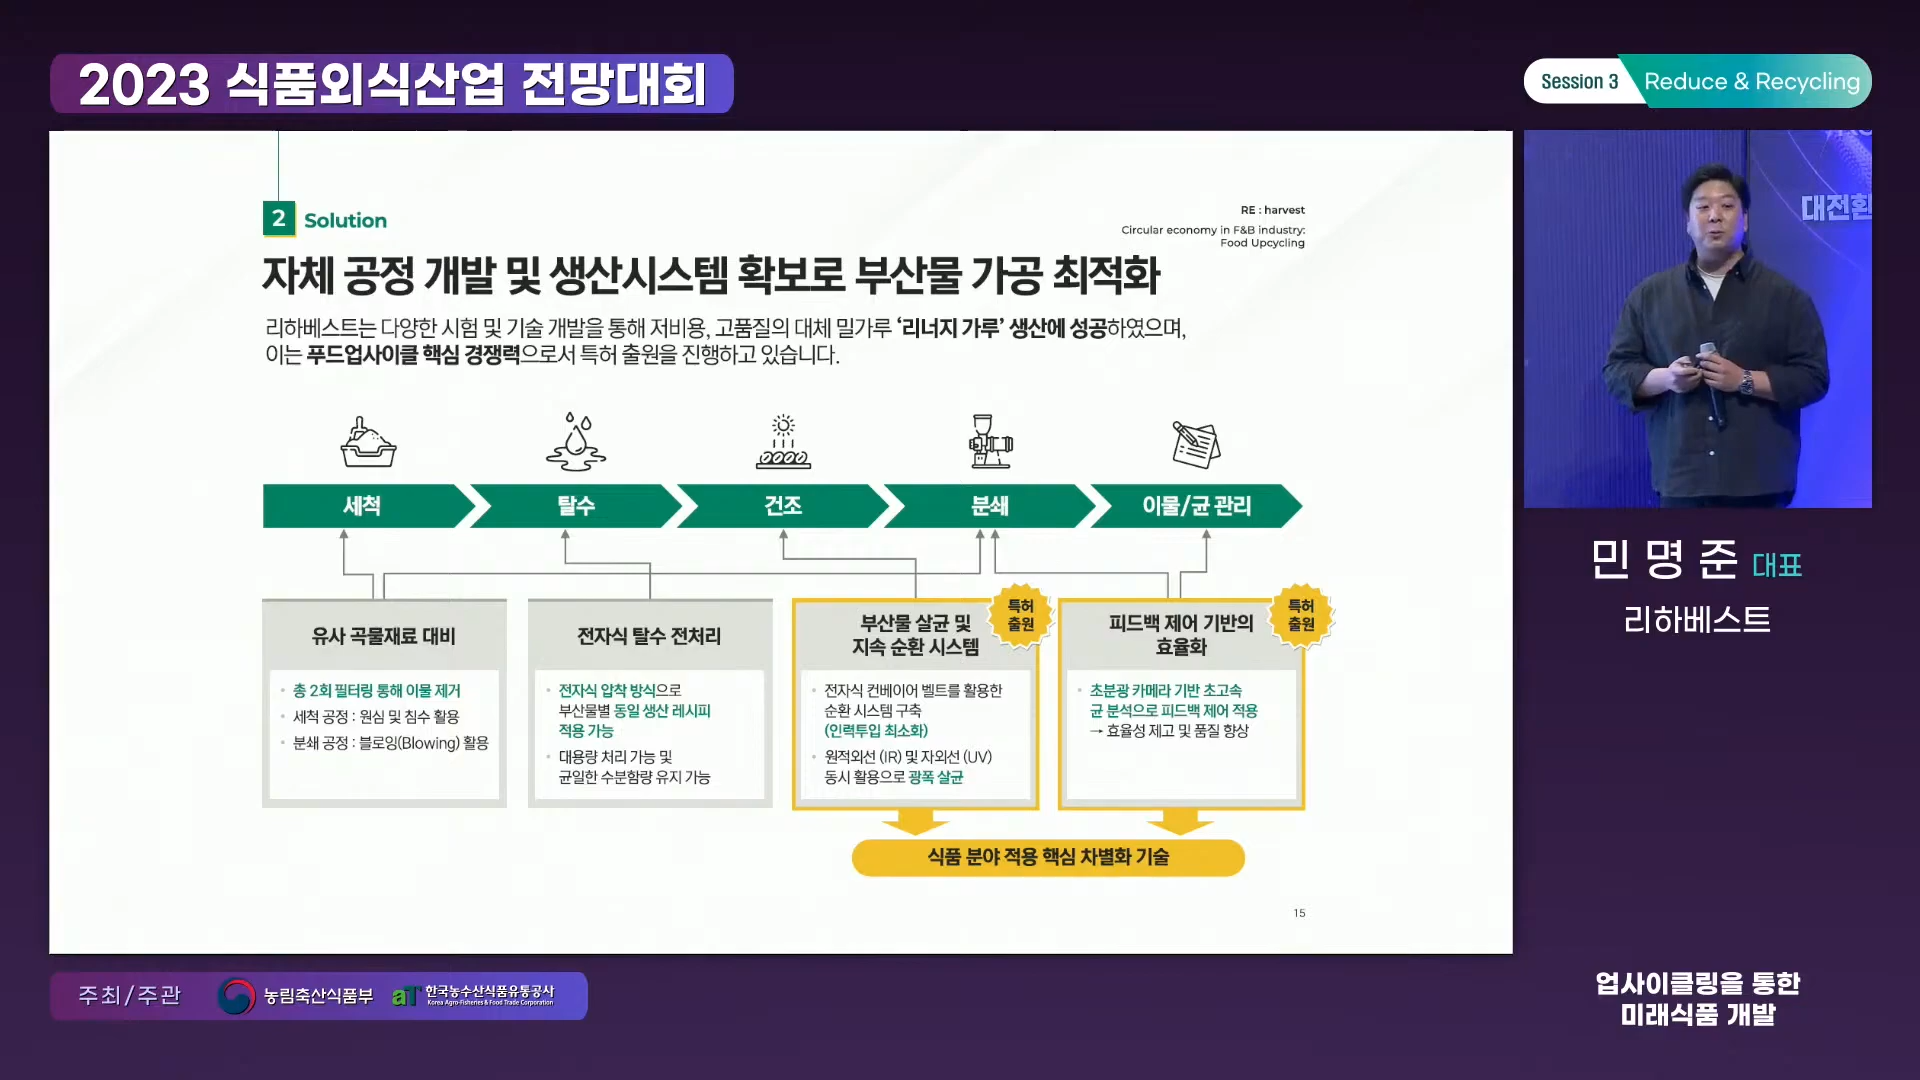 2023 식품외식산업 전망대회
Session 3
Reduce & Recycling
2
Solution
RE : harvest
Circular economy in F&B industry:
Food Upcycling
자체 공정 개발 및 생산시스템 확보로 부산물 가공 최적화
리하베스트는 다양한 시험 및 기술 개발을 통해 저비용, 고품질의 대체 밀가루 ‘리너지 가루’ 생산에 성공하였으며,
이는 푸드업사이클 핵심 경쟁력으로서 특허 출원을 진행하고 있습니다.
세척
탈수
건조
분쇄
이물/균 관리
유사 곡물재료 대비
• 총 2회 필터링 통해 이물 제거
• 세척 공정 : 원심 및 침수 활용
• 분쇄 공정 : 블로잉(Blowing) 활용
전자식 탈수 전처리
• 전자식 압착 방식으로
부산물별 동일 생산 레시피
적용 가능
• 대용량 처리 가능 및
균일한 수분함량 유지 가능
특허
출원
부산물 살균 및
지속 순환 시스템
• 전자식 컨베이어 벨트를 활용한
순환 시스템 구축
(인력투입 최소화)
• 원적외선 (IR) 및 자외선 (UV)
동시 활용으로 광폭 살균
특허
출원
피드백 제어 기반의
효율화
• 초분광 카메라 기반 초고속
균 분석으로 피드백 제어 적용
→ 효율성 제고 및 품질 향상
식품 분야 적용 핵심 차별화 기술
15
대전환
민명준 대표
리하베스트
주최/주관
농림축산식품부
aT 한국농수산식품유통공사
Korea Agro-Fisheries & Food Trade Corporation
업사이클링을 통한
미래식품 개발